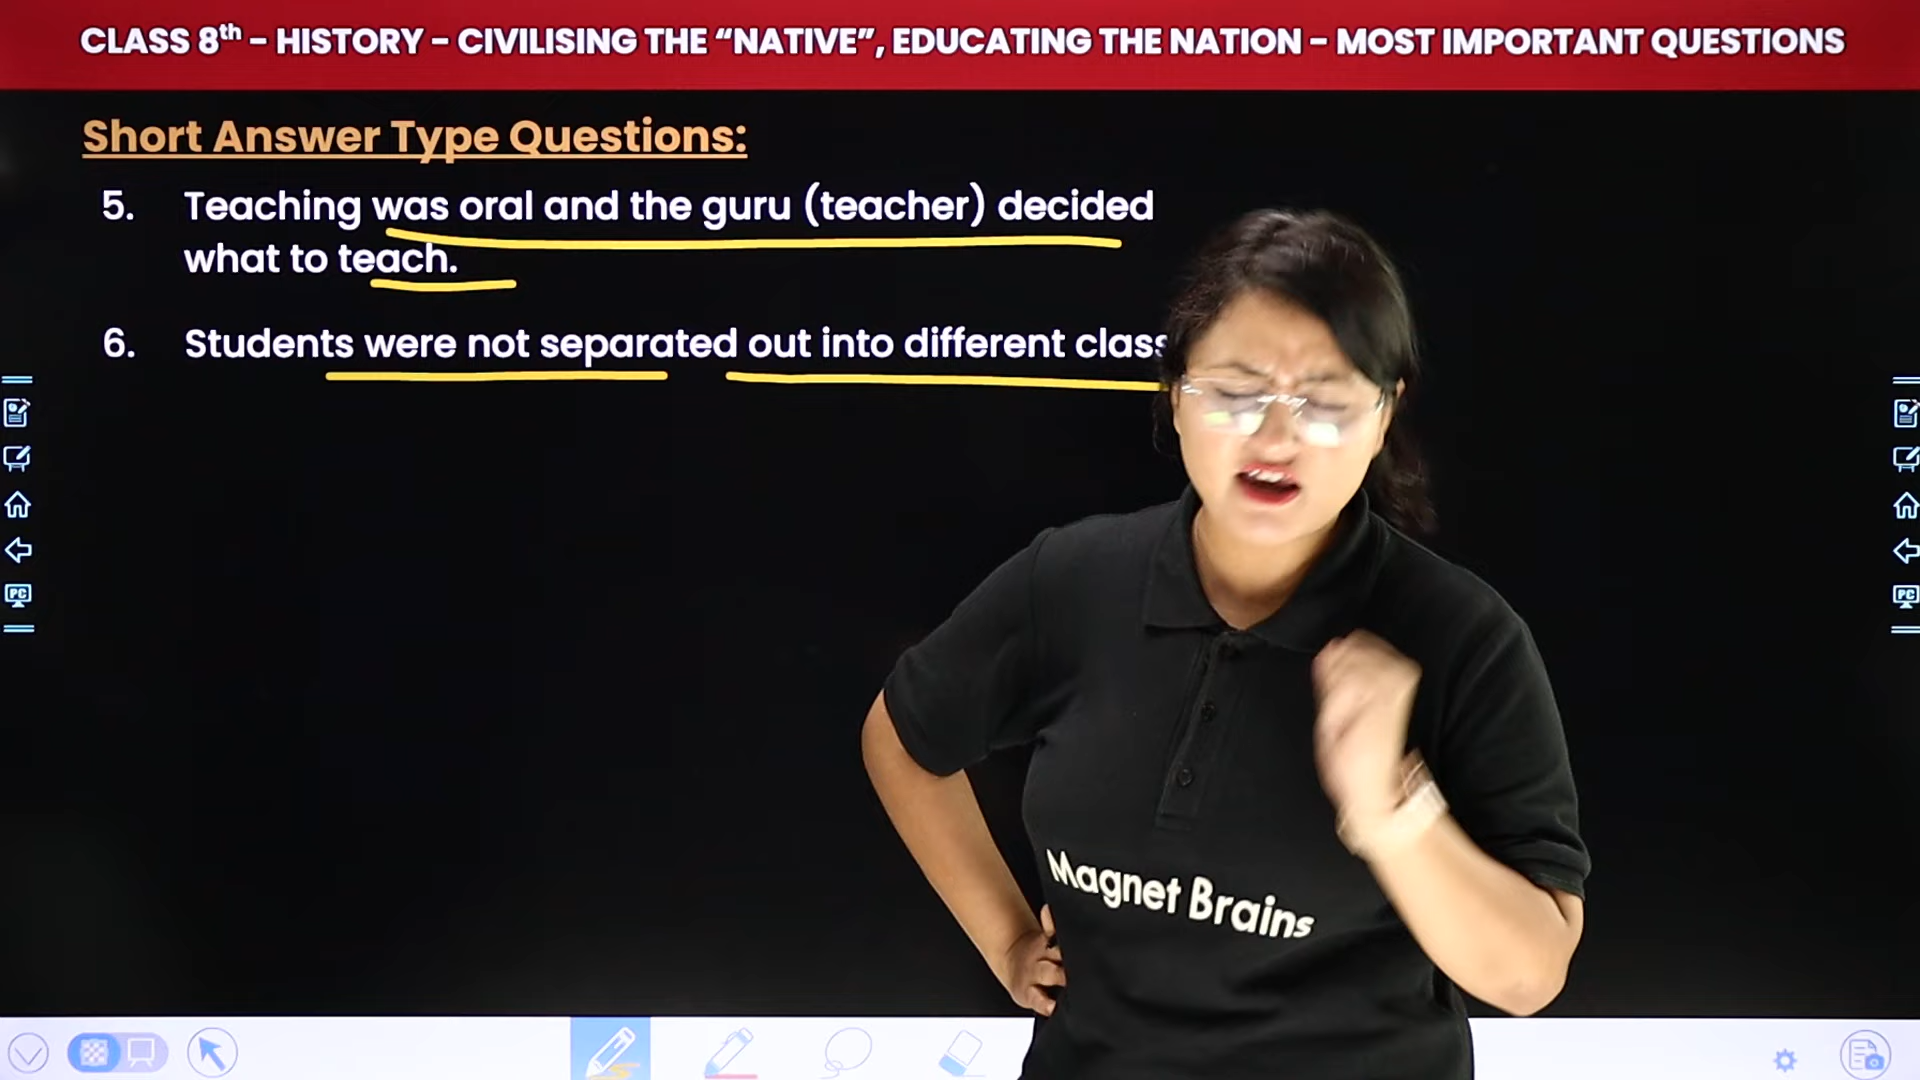 CLASS 8th – HISTORY – CIVILISING THE “NATIVE”, EDUCATING THE NATION – MOST IMPORTANT QUESTIONS
Short Answer Type Questions:
5. Teaching was oral and the guru (teacher) decided
what to teach.
6. Students were not separated out into different class
PC
PC
Magnet Brains